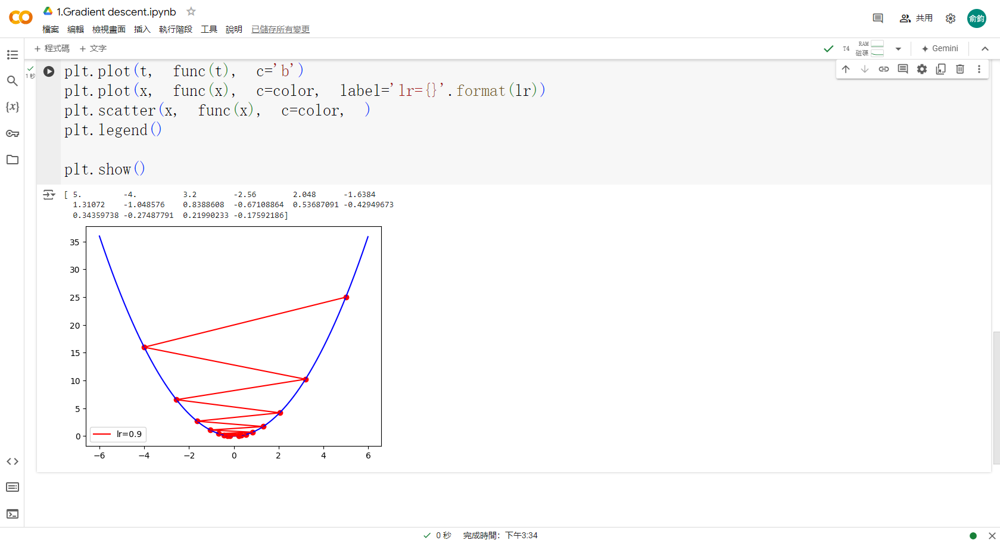 1.Gradient descent.ipynb
檔案 編輯 檢視畫面 插入 執行階段 工具 說明 已儲存所有變更
共用
俞鈞
+ 程式碼 + 文字
T4 RAM 磁碟 Gemini
1 秒
plt.plot(t, func(t), c='b')
plt.plot(x, func(x), c=color, label='lr={}'.format(lr))
plt.scatter(x, func(x), c=color, )
plt.legend()
plt.show()
[ 5. -4. 3.2 -2.56 2.048 -1.6384
1.31072 -1.048576 0.8388608 -0.67108864 0.53687091 -0.42949673
0.34359738 -0.27487791 0.21990233 -0.17592186]
35
30
25
20
15
10
5
0
lr=0.9
−6 −4 −2 0 2 4 6
0 秒 完成時間：下午3:34